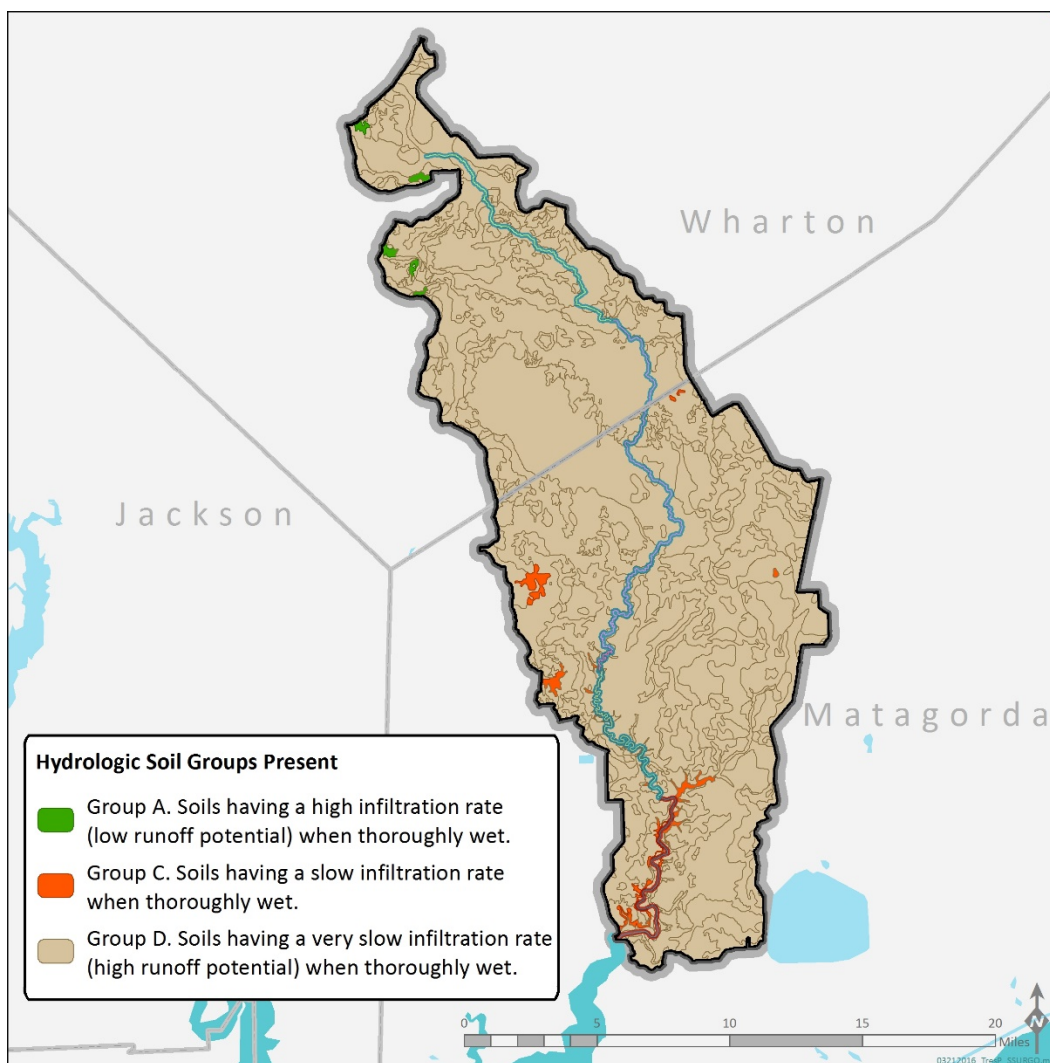 Wharton
Jackson
Matagorda
Hydrologic Soil Groups Present
Group A. Soils having a high infiltration rate
(low runoff potential) when thoroughly wet.
Group C. Soils having a slow infiltration rate
when thoroughly wet.
Group D. Soils having a very slow infiltration rate
(high runoff potential) when thoroughly wet.
0 5 10 15 20
Miles
N